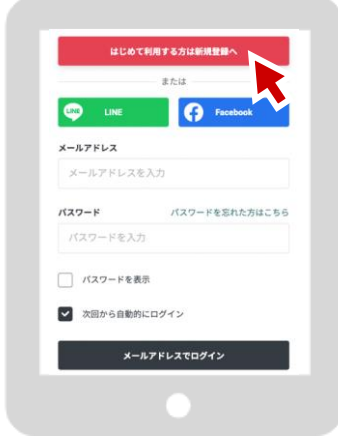 はじめて利用する方は新規登録へ
または
LINE LINE Facebook
メールアドレス
メールアドレスを入力
パスワード パスワードを忘れた方はこちら
パスワードを入力
パスワードを表示
次回から自動的にログイン
メールアドレスでログイン